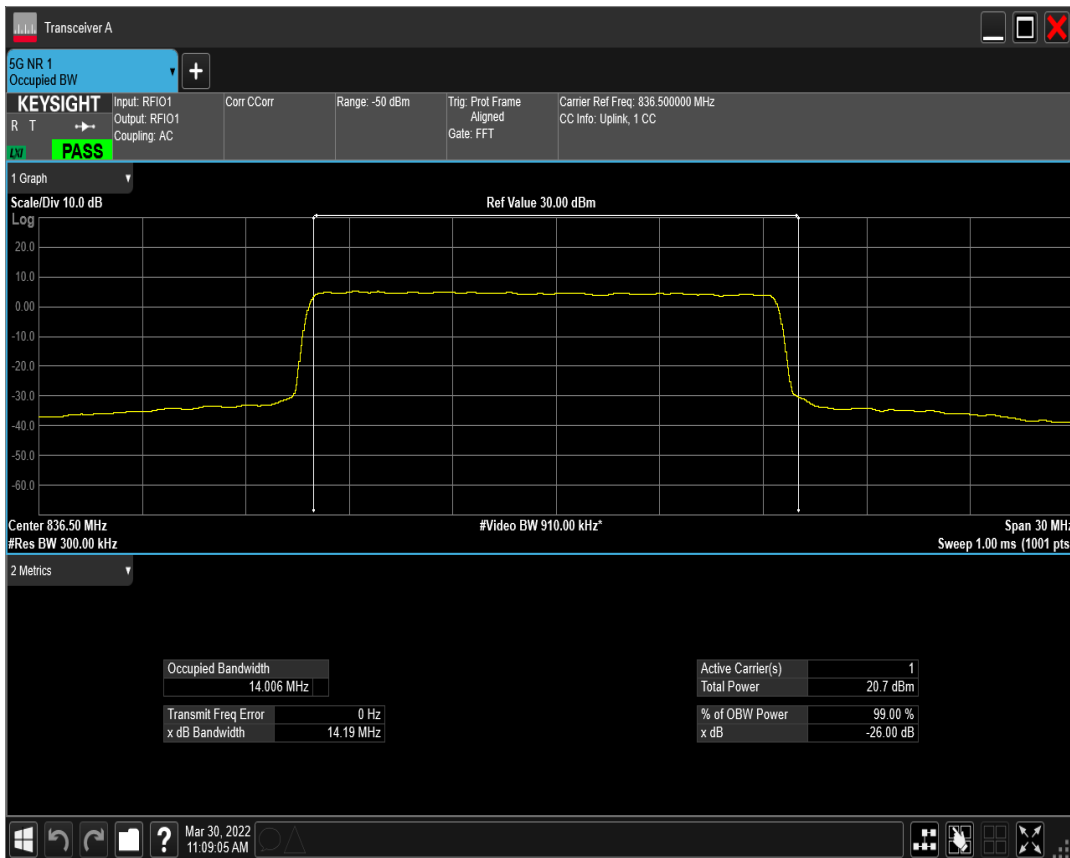 Transceiver A
5G NR 1
Occupied BW
KEYSIGHT
R T
LXI
PASS
Input: RFIO1
Output: RFIO1
Coupling: AC
Corr CCorr
Range: -50 dBm
Trig: Prot Frame
Aligned
Gate: FFT
Carrier Ref Freq: 836.500000 MHz
CC Info: Uplink, 1 CC
1 Graph
Scale/Div 10.0 dB
Ref Value 30.00 dBm
Log
20.0
10.0
0.00
-10.0
-20.0
-30.0
-40.0
-50.0
-60.0
Center 836.50 MHz
#Video BW 910.00 kHz*
Span 30 MHz
#Res BW 300.00 kHz
Sweep 1.00 ms (1001 pts
2 Metrics
Occupied Bandwidth
14.006 MHz
Transmit Freq Error 0 Hz
x dB Bandwidth 14.19 MHz
Active Carrier(s) 1
Total Power 20.7 dBm
% of OBW Power 99.00 %
x dB -26.00 dB
?
Mar 30, 2022
11:09:05 AM